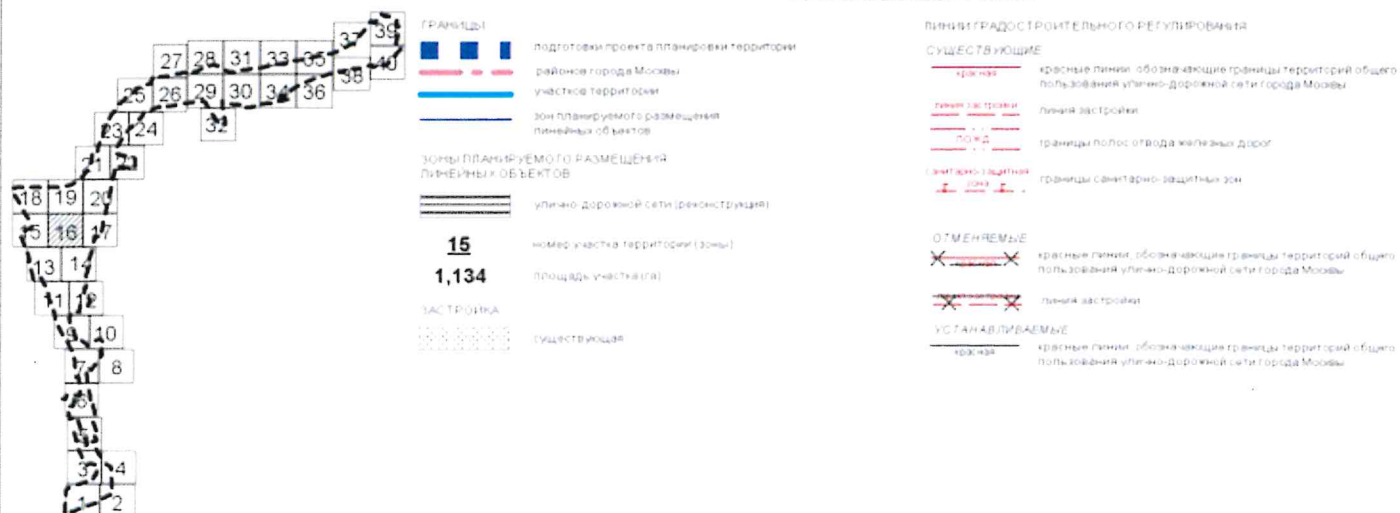 39
37
27 28 31 33 35
40
38
25 26 29 30 34 36
32
23 24
21
18 19 20
15 16 17
13 14
11 12
9 10
7 8
6
5
3 4
1 2
ГРАНИЦЫ
подготовки проекта планировки территории
районов города Москвы
участков территории
зон планируемого размещения
линейных объектов
ЗОНЫ ПЛАНИРУЕМОГО РАЗМЕЩЕНИЯ
ЛИНЕЙНЫХ ОБЪЕКТОВ
улично-дорожной сети (реконструкция)
15 номер участка территории (зоны)
1,134 площадь участка (га)
ЗАСТРОЙКА
существующая
ЛИНИИ ГРАДОСТРОИТЕЛЬНОГО РЕГУЛИРОВАНИЯ
СУЩЕСТВУЮЩИЕ
красная
красные линии, обозначающие границы территорий общего
пользования улично-дорожной сети города Москвы
линия застройки
линия застройки
ПОЖД
границы полос отвода железных дорог
санитарно-защитная
зона
границы санитарно-защитных зон
ОТМЕНЯЕМЫЕ
красные линии, обозначающие границы территорий общего
пользования улично-дорожной сети города Москвы
линия застройки
УСТАНАВЛИВАЕМЫЕ
красная
красные линии, обозначающие границы территорий общего
пользования улично-дорожной сети города Москвы